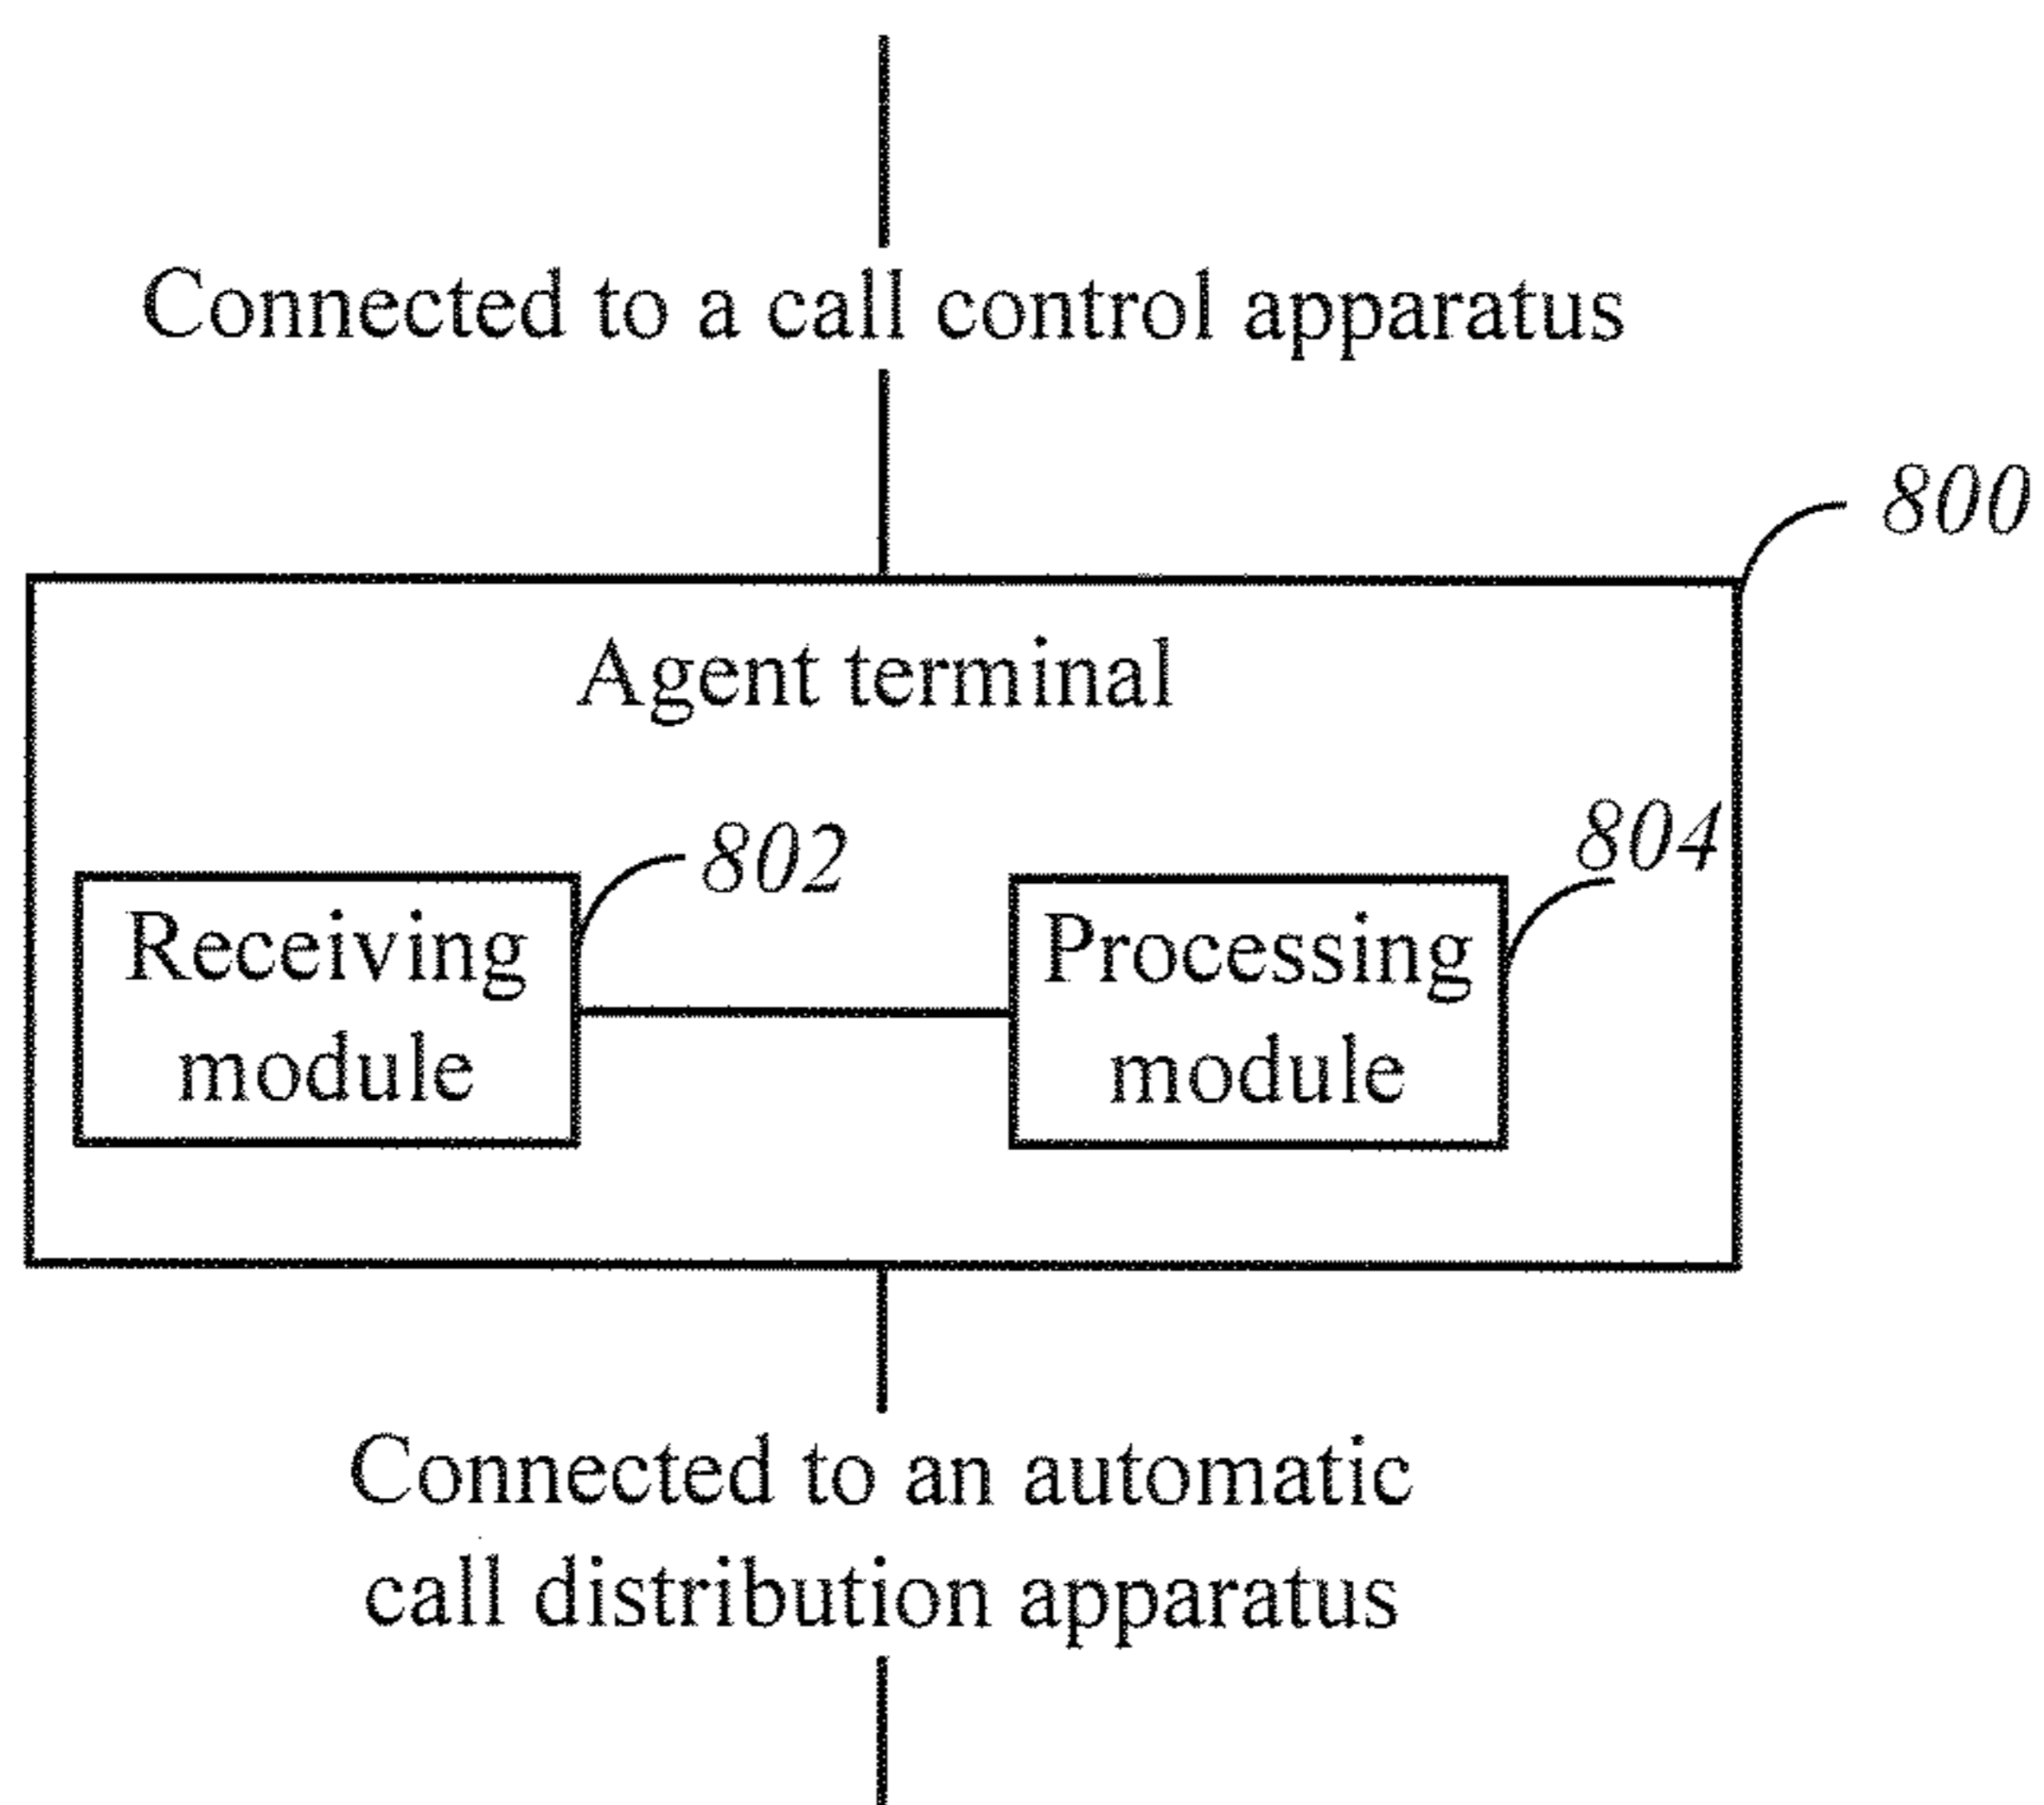 Connected to a call control apparatus
800
Agent terminal
802
804
Receiving
module
Processing
module
Connected to an automatic
call distribution apparatus